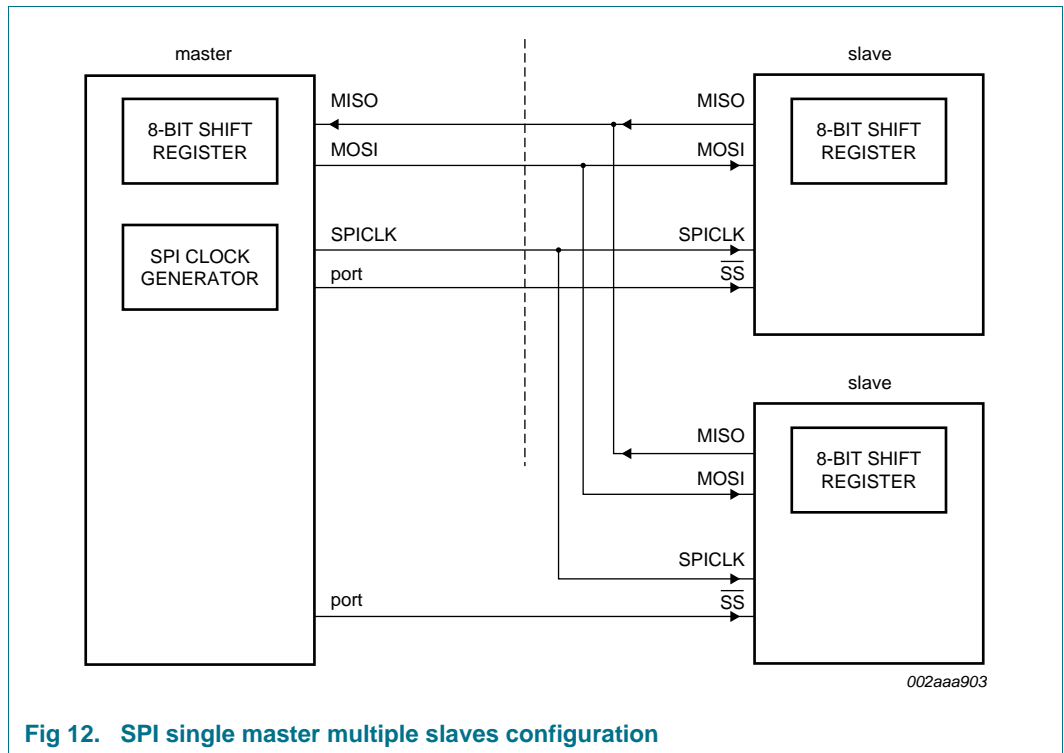 master
slave
MISO
MISO
8-BIT SHIFT
REGISTER
8-BIT SHIFT
REGISTER
MOSI
MOSI
SPICLK
SPICLK
SPI CLOCK
GENERATOR
port
SS
slave
MISO
8-BIT SHIFT
REGISTER
MOSI
SPICLK
port
SS
002aaa903
Fig 12. SPI single master multiple slaves configuration